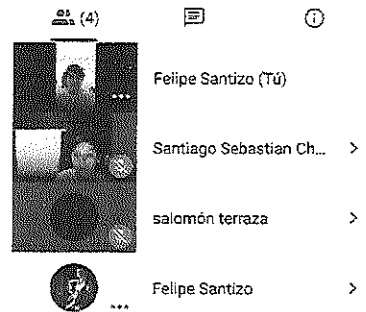 (4)
Felipe Santizo (Tú)
Santiago Sebastian Ch...
salomón terraza
Felipe Santizo